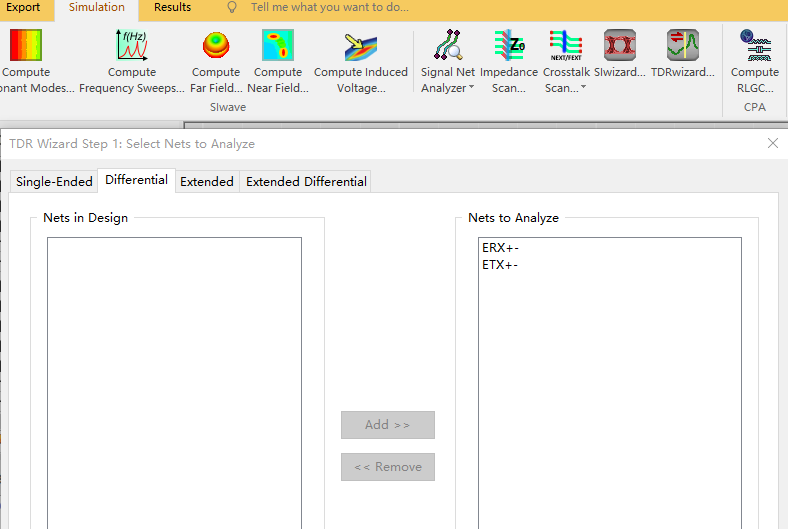 Export Simulation Results Tell me what you want to do...
f(Hz) Z0 NEXT/FEXT
Compute Compute Compute Compute Compute Induced Signal Net Impedance Crosstalk SIwizard... TDRwizard... Compute
onant Modes... Frequency Sweeps... Far Field... Near Field... Voltage... Analyzer Scan... Scan... RLGC...
SIwave CPA
TDR Wizard Step 1: Select Nets to Analyze
Single-Ended Differential Extended Extended Differential
Nets in Design Nets to Analyze
ERX+-
ETX+-
Add >>
<< Remove